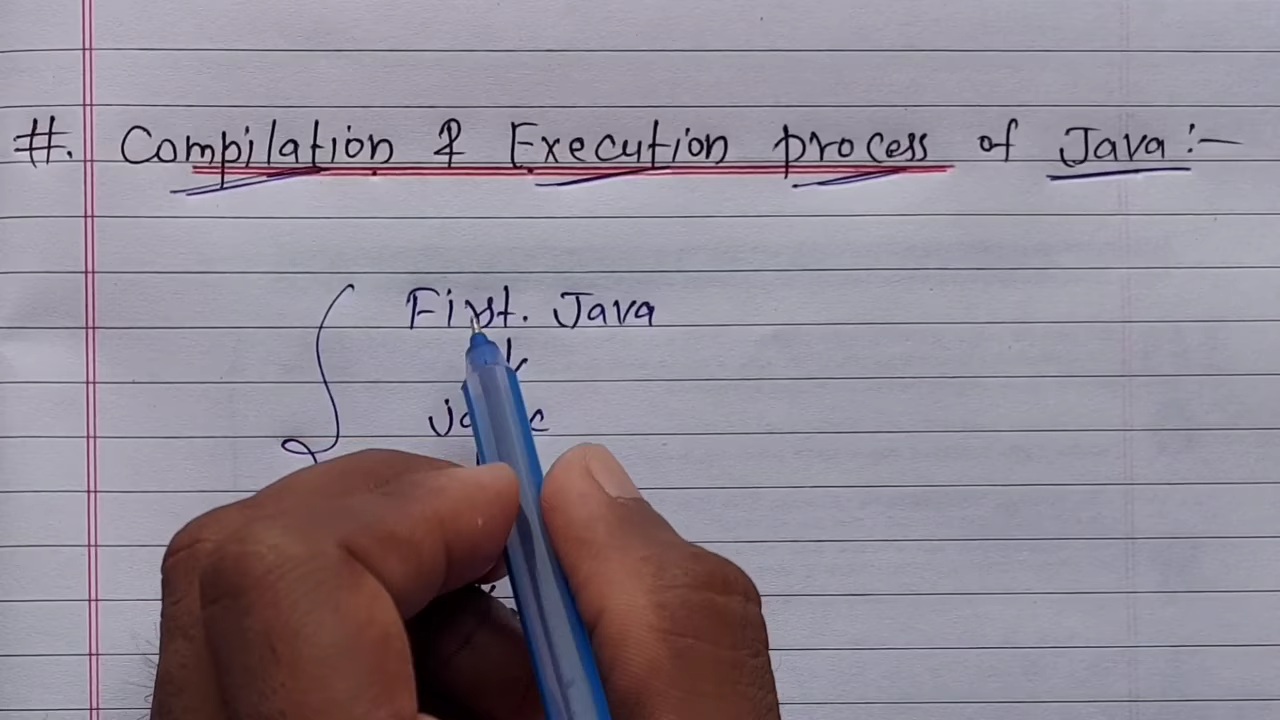 #. Compilation & Execution process of Java :-
First. Java